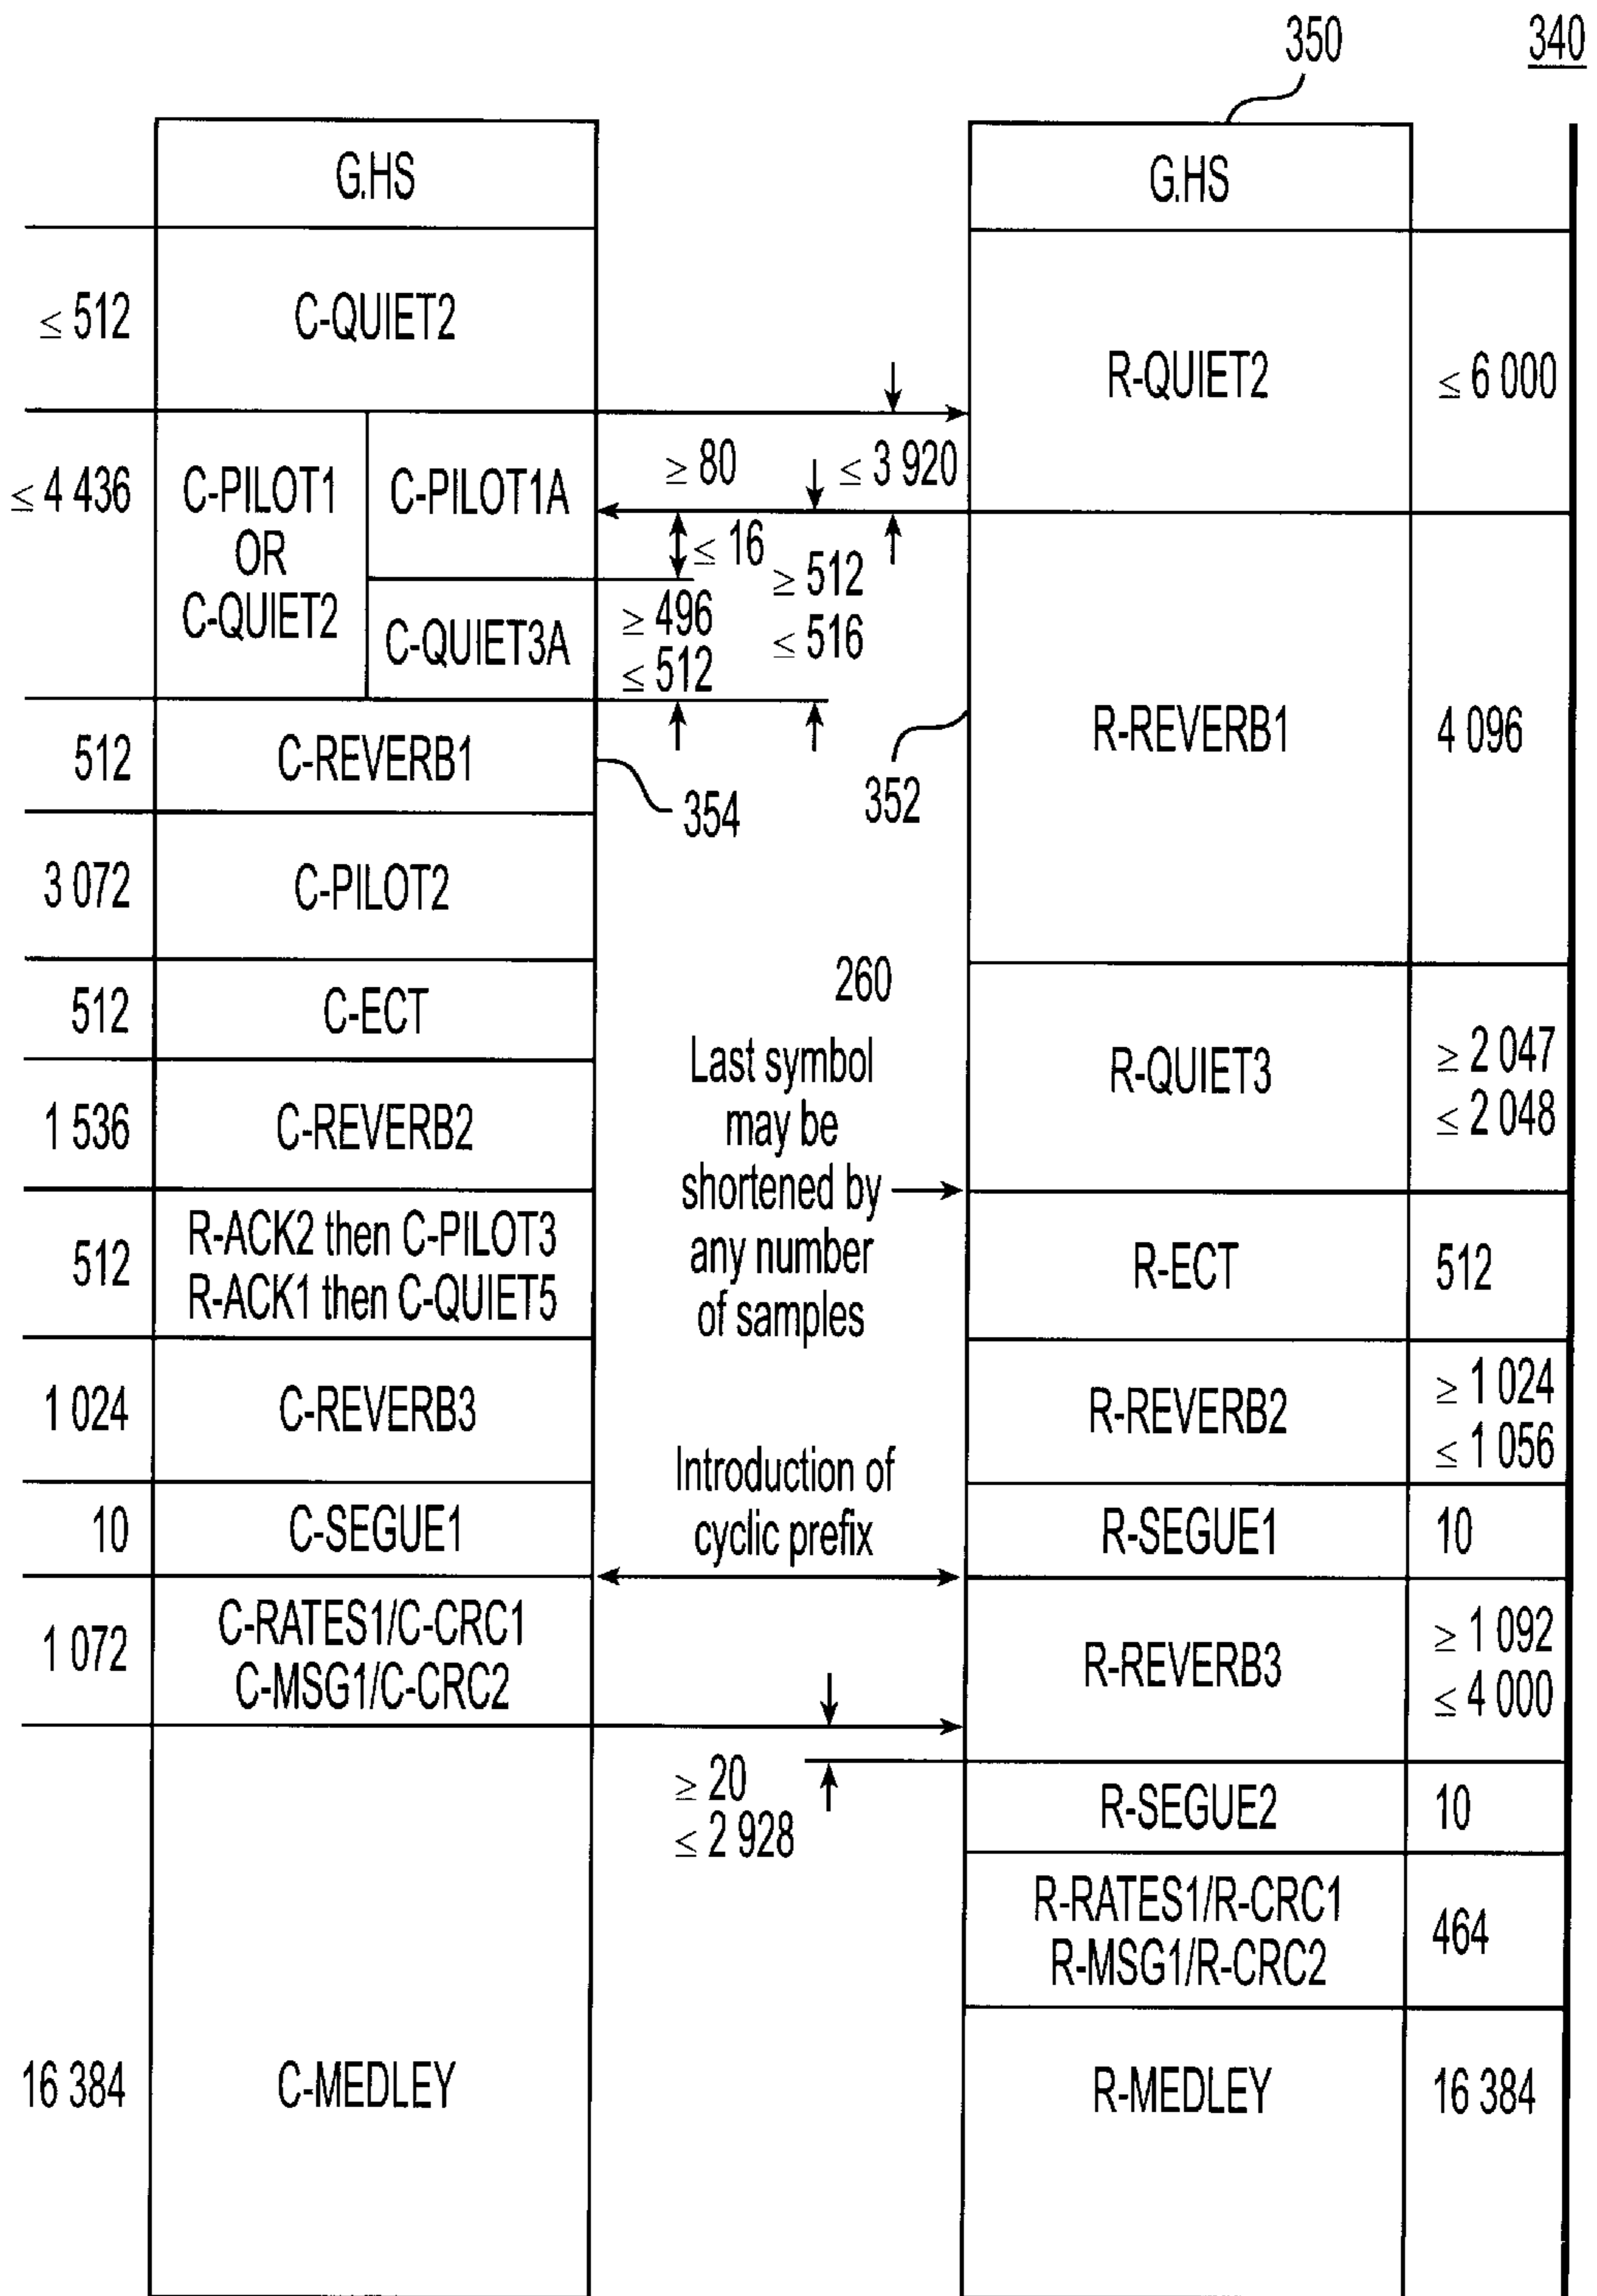 340
350
G.HS
G.HS
≤ 512
C-QUIET2
R-QUIET2
≤ 6 000
≤ 4 436
C-PILOT1
OR
C-QUIET2
C-PILOT1A
C-QUIET3A
≥ 80
≤ 3 920
≤ 16
≥ 512
≤ 516
≥ 496
≤ 512
R-REVERB1
4 096
512
C-REVERB1
354
352
3 072
C-PILOT2
512
C-ECT
260
Last symbol
may be
shortened by
any number
of samples
R-QUIET3
≥ 2 047
≤ 2 048
1 536
C-REVERB2
512
R-ACK2 then C-PILOT3
R-ACK1 then C-QUIET5
R-ECT
512
1 024
C-REVERB3
R-REVERB2
≥ 1 024
≤ 1 056
Introduction of
cyclic prefix
10
C-SEGUE1
R-SEGUE1
10
1 072
C-RATES1/C-CRC1
C-MSG1/C-CRC2
R-REVERB3
≥ 1 092
≤ 4 000
≥ 20
≤ 2 928
R-SEGUE2
10
R-RATES1/R-CRC1
R-MSG1/R-CRC2
464
16 384
C-MEDLEY
R-MEDLEY
16 384